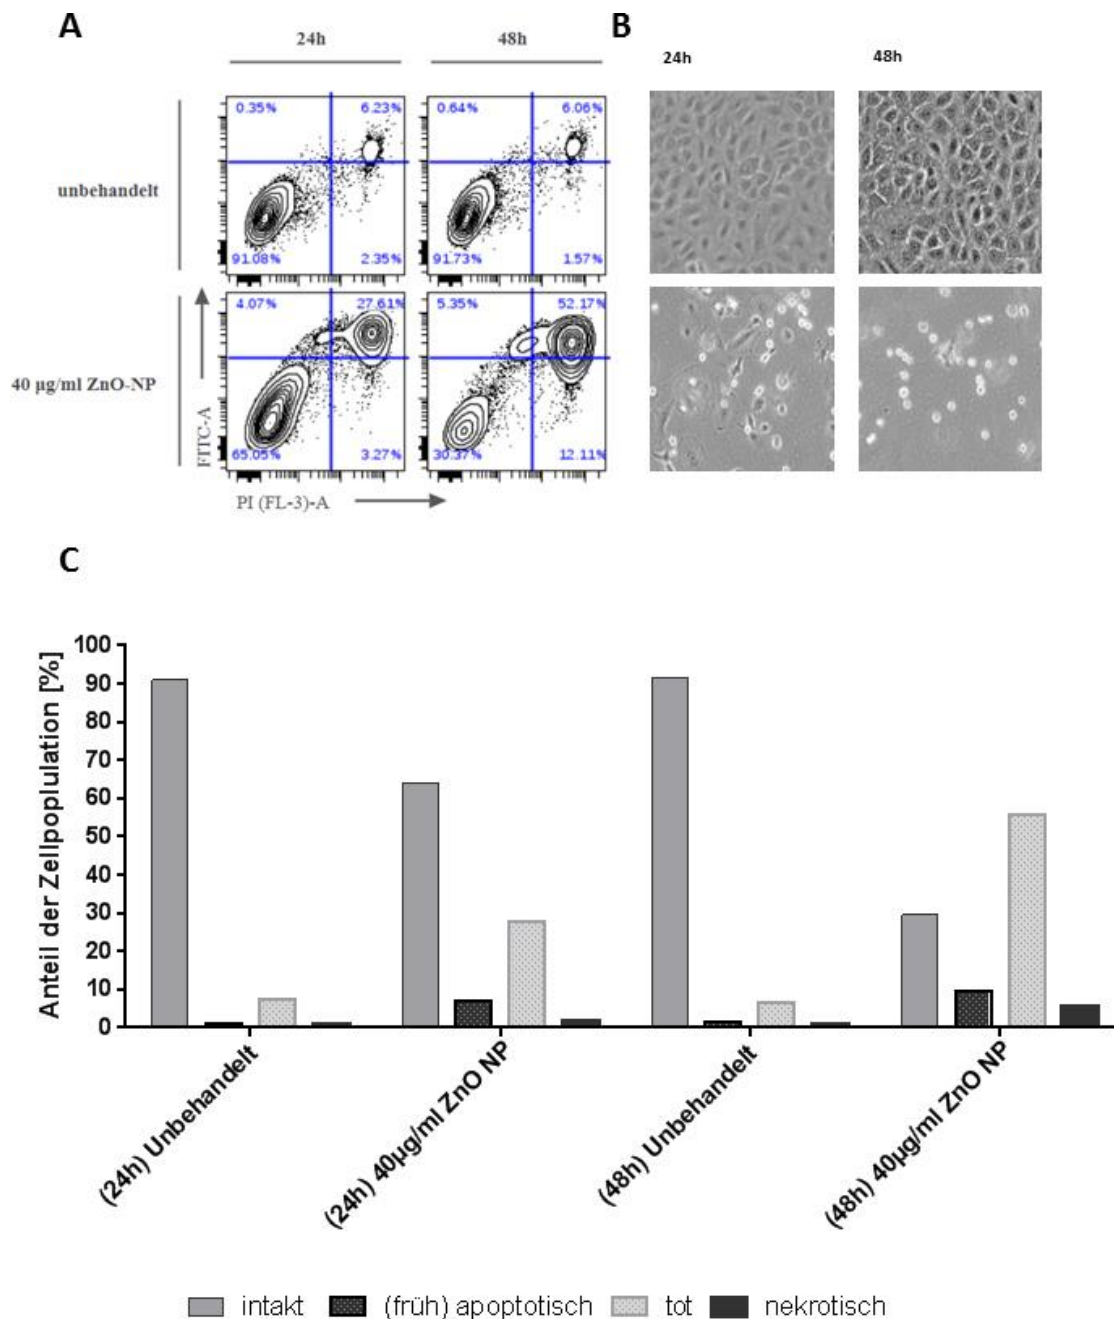 A
B
24h
48h
24h
48h
unbehandelt
0.35%
6.23%
91.08%
2.35%
0.64%
6.06%
91.73%
1.57%
40 µg/ml ZnO-NP
4.07%
27.61%
65.05%
3.27%
5.35%
52.17%
30.37%
12.11%
FITC-A
PI (FL-3)-A
C
Anteil der Zellpoplulation [%]
100
90
80
70
60
50
40
30
20
10
0
(24h) Unbehandelt
(24h) 40µg/ml ZnO NP
(48h) Unbehandelt
(48h) 40µg/ml ZnO NP
intakt
(früh) apoptotisch
tot
nekrotisch